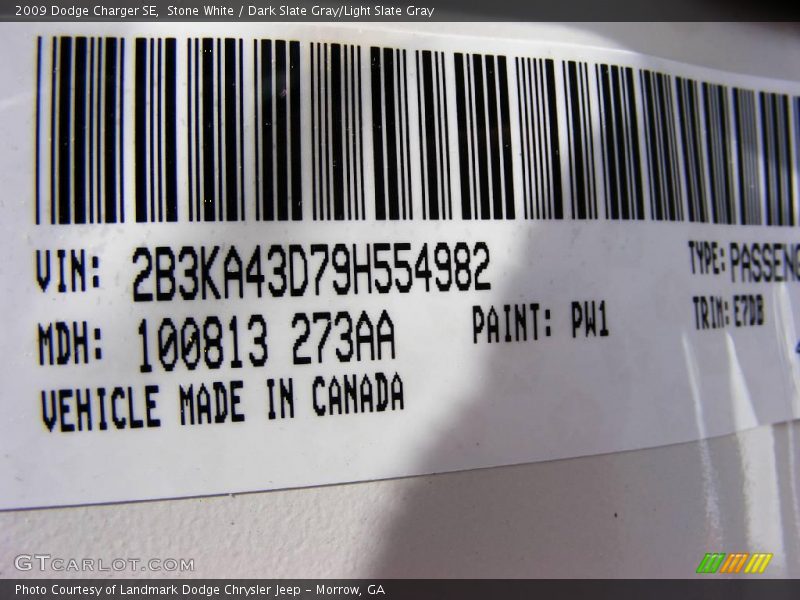 2009 Dodge Charger SE, Stone White / Dark Slate Gray/Light Slate Gray
VIN: 2B3KA43D79H554982
TYPE: PASSENG
MDH: 100813 273AA
PAINT: PW1
TRIM: E7DB
VEHICLE MADE IN CANADA
GTCARLOT.COM
Photo Courtesy of Landmark Dodge Chrysler Jeep – Morrow, GA